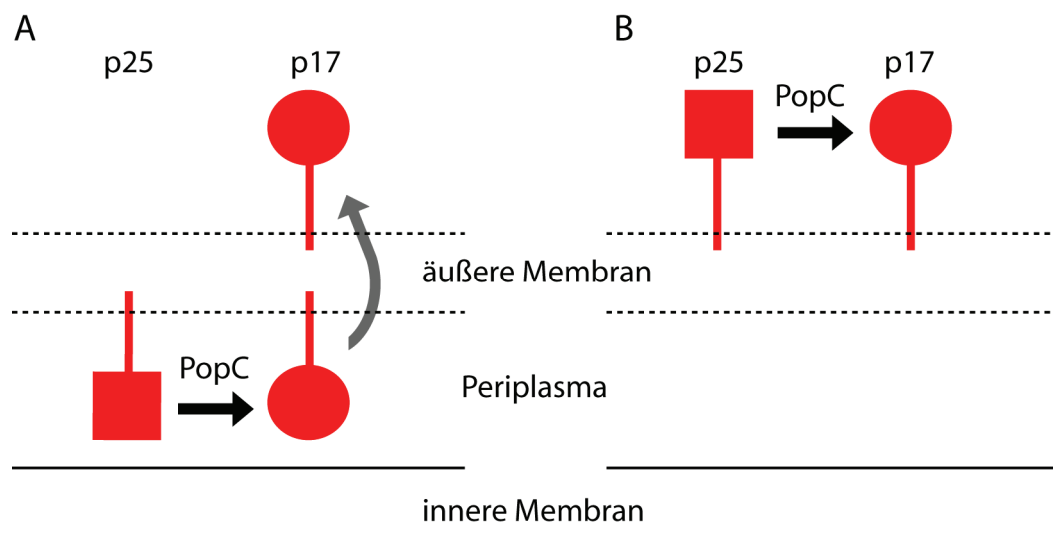 A
p25 p17
PopC
B
p25 p17
PopC
äußere Membran
Periplasma
innere Membran